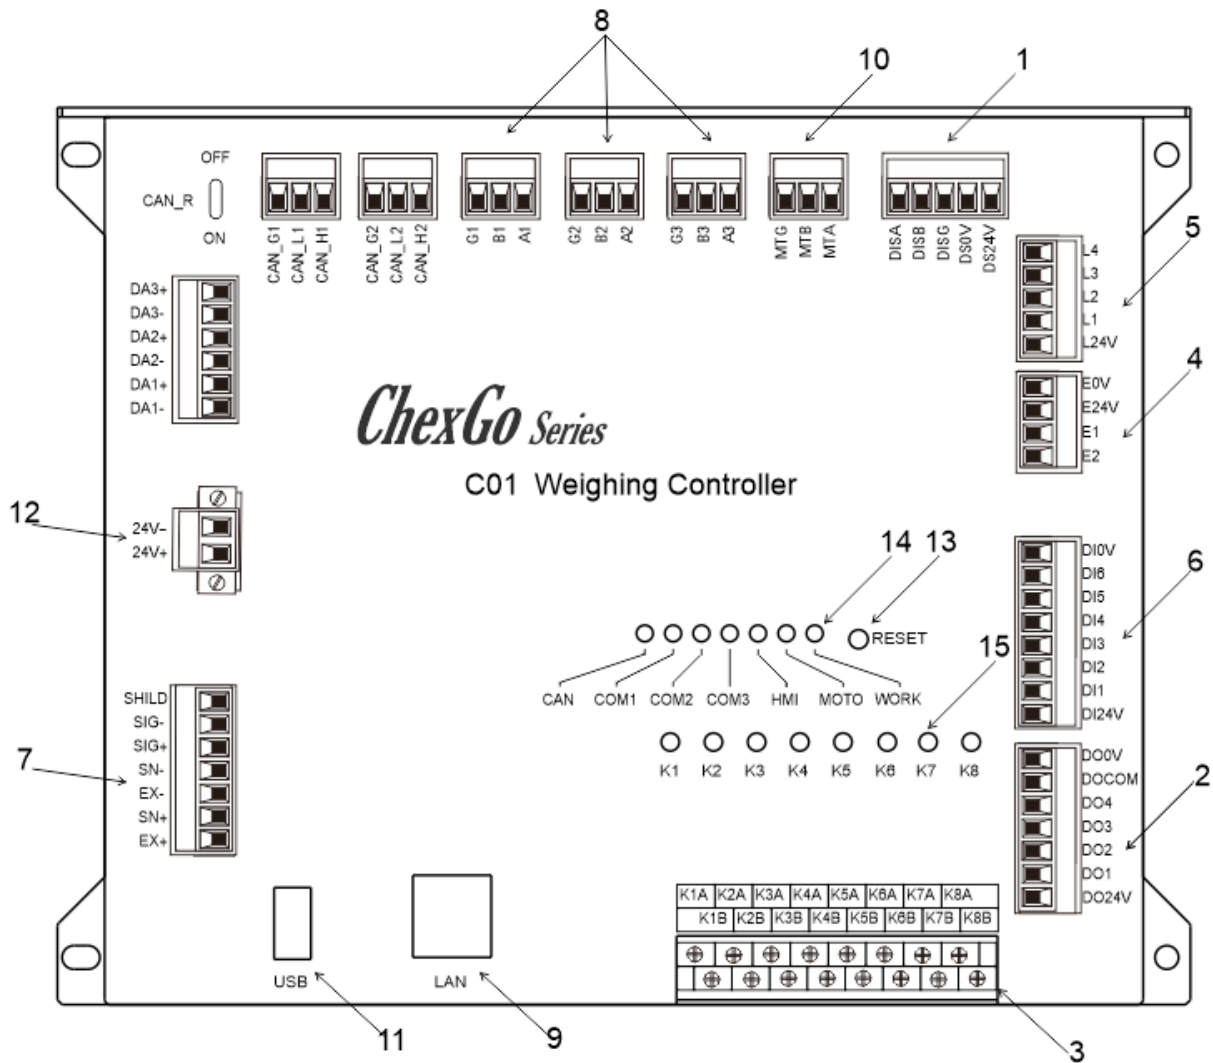 8
10
1
OFF
CAN_R
ON
CAN_G1 CAN_L1 CAN_H1
CAN_G2 CAN_L2 CAN_H2
G1 B1 A1
G2 B2 A2
G3 B3 A3
MTG MTB MTA
DISA DISB DISG DS0V DS24V
L4
L3
L2
L1
L24V
5
DA3+
DA3-
DA2+
DA2-
DA1+
DA1-
E0V
E24V
E1
E2
4
ChexGo Series
C01 Weighing Controller
12
24V-
24V+
14
13
RESET
CAN COM1 COM2 COM3 HMI MOTO WORK
15
K1 K2 K3 K4 K5 K6 K7 K8
DI0V
DI6
DI5
DI4
DI3
DI2
DI1
DI24V
6
7
SHILD
SIG-
SIG+
SN-
EX-
SN+
EX+
DO0V
DOCOM
DO4
DO3
DO2
DO1
DO24V
2
K1A K2A K3A K4A K5A K6A K7A K8A
K1B K2B K3B K4B K5B K6B K7B K8B
USB
LAN
11
9
3